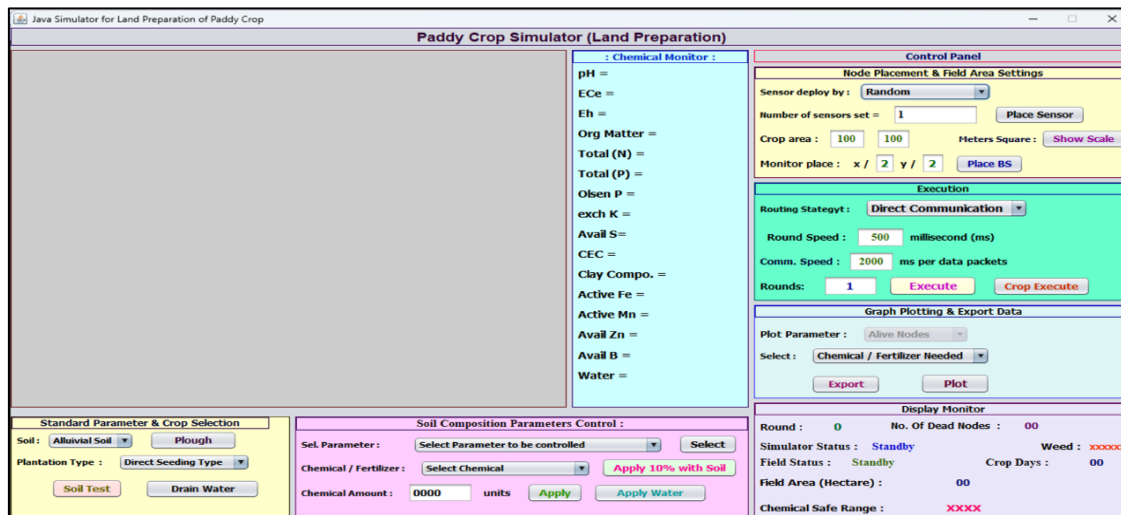 Java Simulator for Land Preparation of Paddy Crop
Paddy Crop Simulator (Land Preparation)
: Chemical Monitor :
pH =
ECe =
Eh =
Org Matter =
Total (N) =
Total (P) =
Olsen P =
exch K =
Avail S=
CEC =
Clay Compo. =
Active Fe =
Active Mn =
Avail Zn =
Avail B =
Water =
Control Panel
Node Placement & Field Area Settings
Sensor deploy by : Random
Number of sensors set = 1 Place Sensor
Crop area : 100 100 Meters Square : Show Scale
Monitor place : x / 2 y / 2 Place BS
Execution
Routing Stategyt : Direct Communication
Round Speed : 500 millisecond (ms)
Comm. Speed : 2000 ms per data packets
Rounds: 1 Execute Crop Execute
Graph Plotting & Export Data
Plot Parameter : Alive Nodes
Select : Chemical / Fertilizer Needed
Export Plot
Standard Parameter & Crop Selection
Soil : Alluivial Soil Plough
Plantation Type : Direct Seeding Type
Soil Test Drain Water
Soil Composition Parameters Control :
Sel. Parameter : Select Parameter to be controlled Select
Chemical / Fertilizer : Select Chemical Apply 10% with Soil
Chemical Amount : 0000 units Apply Apply Water
Display Monitor
Round : 0 No. Of Dead Nodes : 00
Simulator Status : Standby Weed : xxxxx
Field Status : Standby Crop Days : 00
Field Area (Hectare) : 00
Chemical Safe Range : XXXX